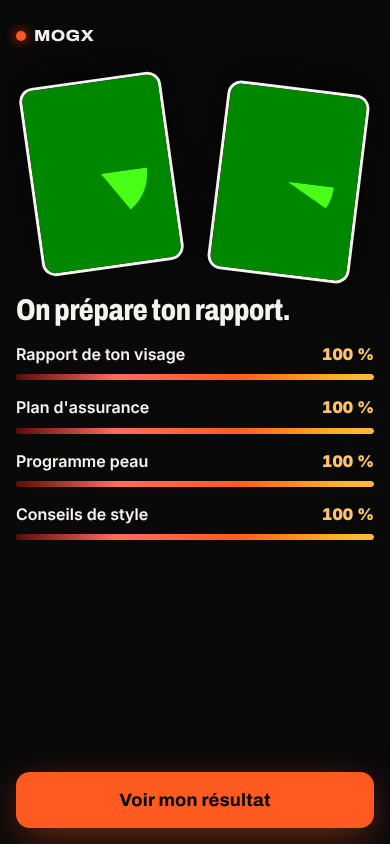 MOGX
On prépare ton rapport.
Rapport de ton visage 100 %
Plan d'assurance 100 %
Programme peau 100 %
Conseils de style 100 %
Voir mon résultat